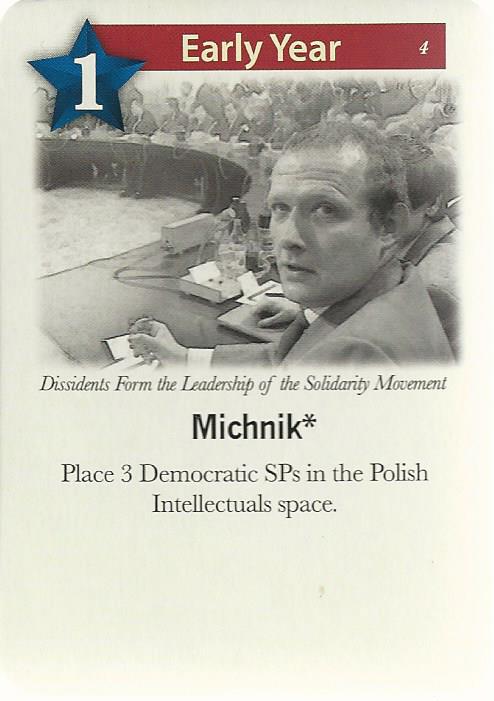 1
Early Year
4
Dissidents Form the Leadership of the Solidarity Movement
Michnik*
Place 3 Democratic SPs in the Polish
Intellectuals space.